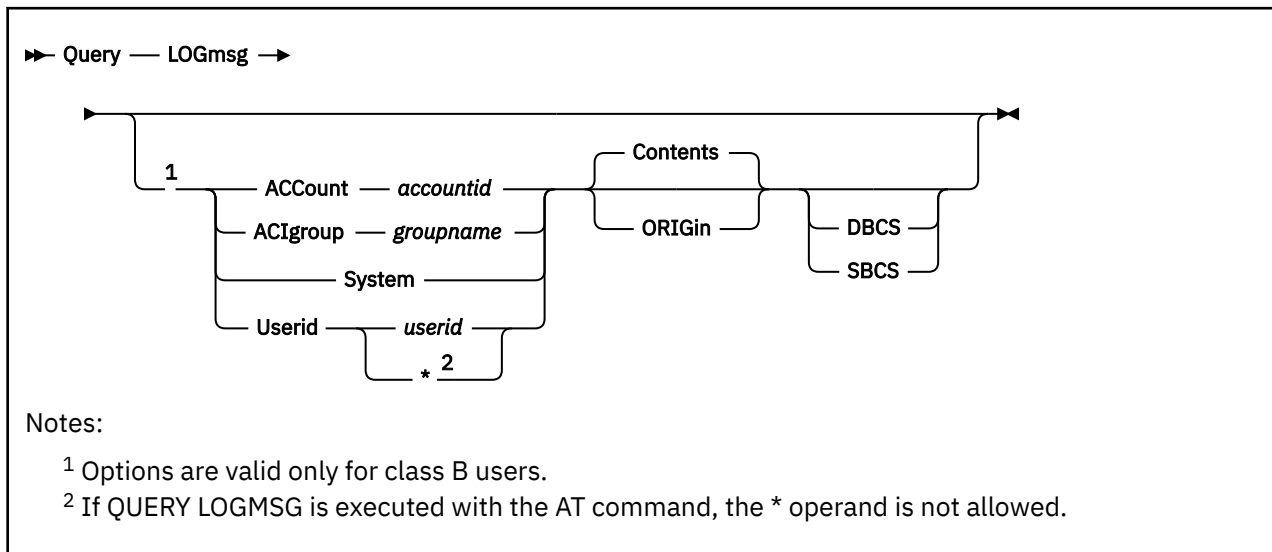 Query LOGmsg
1
ACCount accountid
ACIgroup groupname
System
Userid userid
* 2
Contents
ORIGin
DBCS
SBCS
Notes:
1 Options are valid only for class B users.
2 If QUERY LOGMSG is executed with the AT command, the * operand is not allowed.